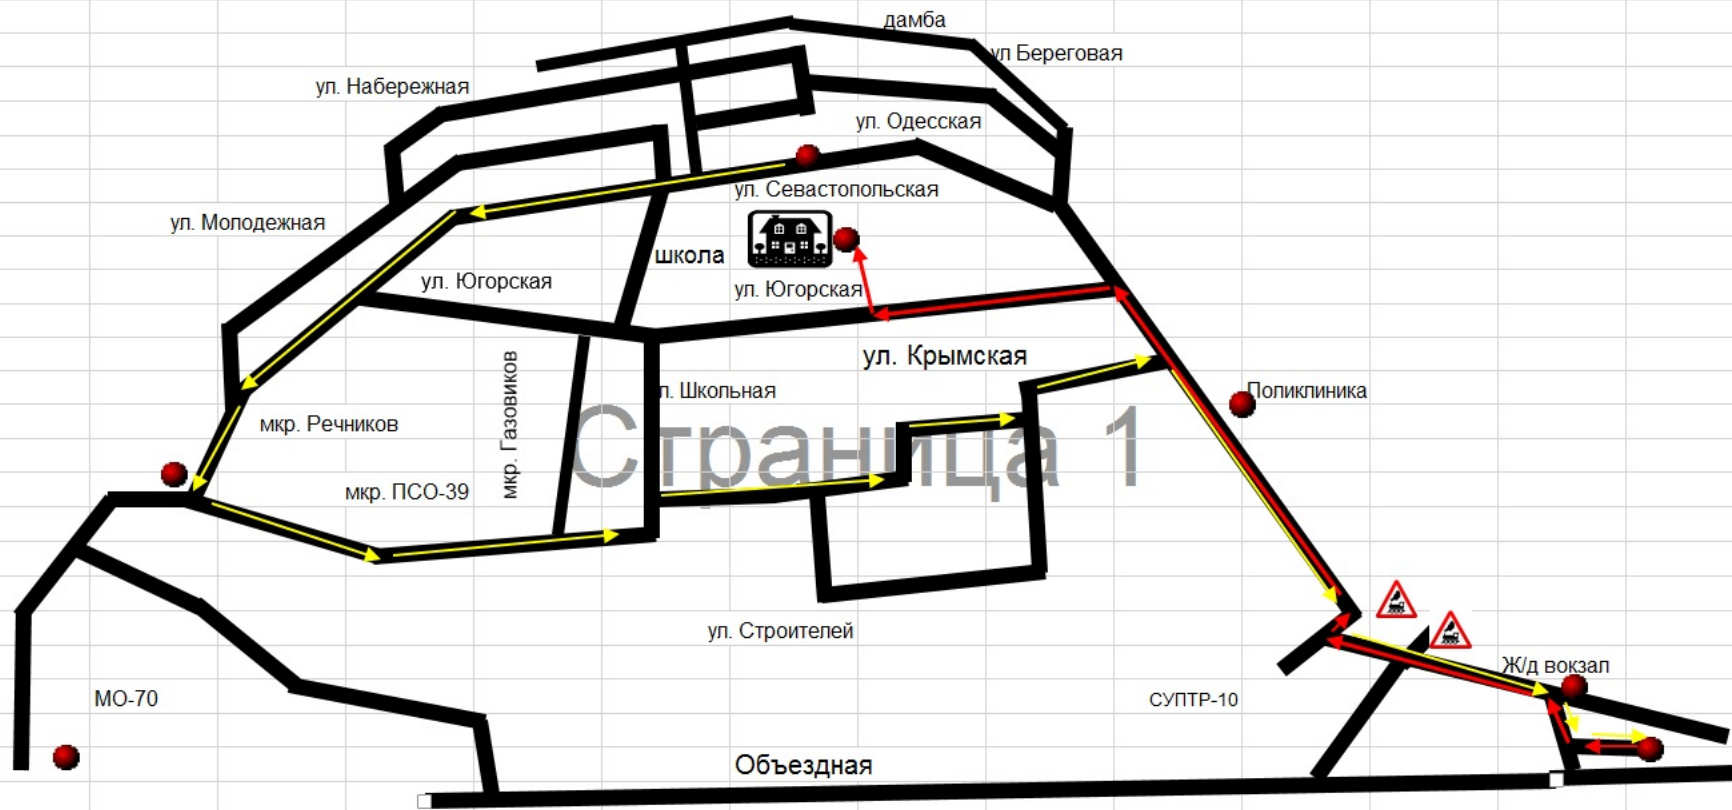 дамба
ул Береговая
ул. Набережная
ул. Одесская
ул. Севастопольская
ул. Молодежная
школа
ул. Югорская
ул. Югорская
ул. Крымская
мкр. Газовиков
л. Школьная
Поликлиника
мкр. Речников
Страница 1
мкр. ПСО-39
ул. Строителей
Ж/д вокзал
МО-70
СУПТР-10
Объездная